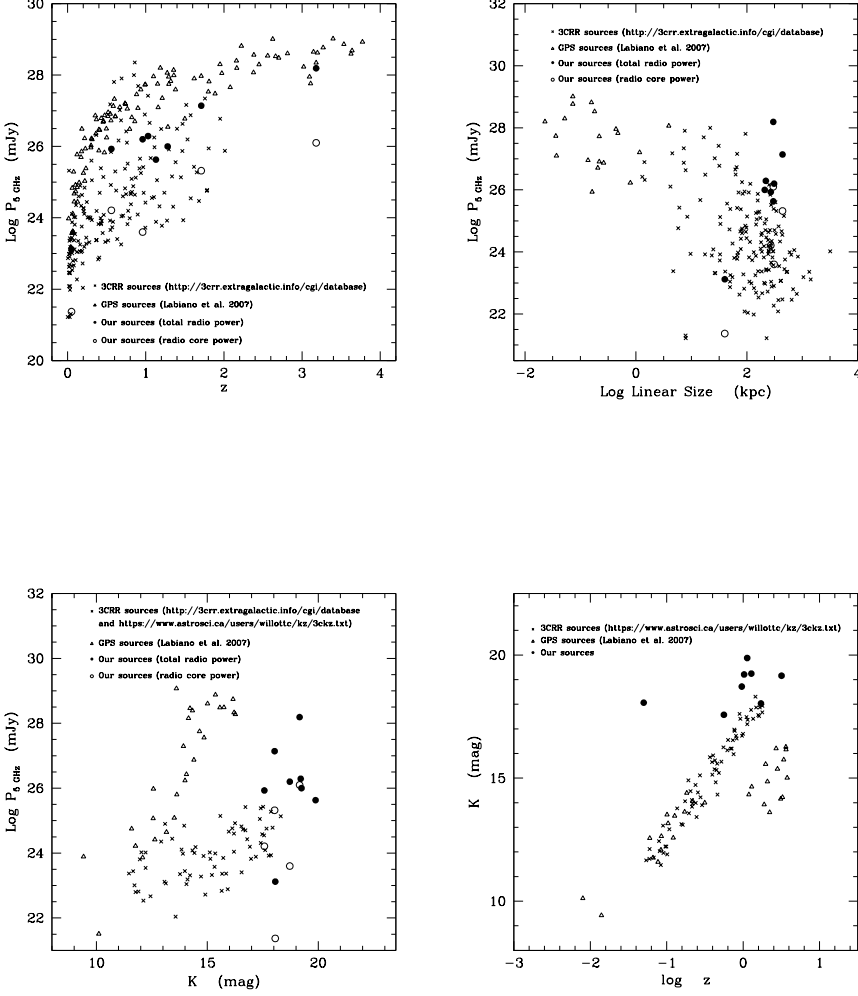 30
28
26
24
22
20
Log P5 GHz (mJy)
3CRR sources (http://3crr.extragalactic.info/cgi/database)
GPS sources (Labiano et al. 2007)
Our sources (total radio power)
Our sources (radio core power)
0 1 2 3 4
z
32
30
28
26
24
22
Log P5 GHz (mJy)
3CRR sources (http://3crr.extragalactic.info/cgi/database)
GPS sources (Labiano et al. 2007)
Our sources (total radio power)
Our sources (radio core power)
−2 0 2 4
Log Linear Size (kpc)
32
30
28
26
24
22
Log P5 GHz (mJy)
3CRR sources (http://3crr.extragalactic.info/cgi/database
and https://www.astrosci.ca/users/willottc/kz/3ckz.txt)
GPS sources (Labiano et al. 2007)
Our sources (total radio power)
Our sources (radio core power)
10 15 20
K (mag)
20
15
10
K (mag)
3CRR sources (https://www.astrosci.ca/users/willottc/kz/3ckz.txt)
GPS sources (Labiano et al. 2007)
Our sources
−3 −2 −1 0 1
log z